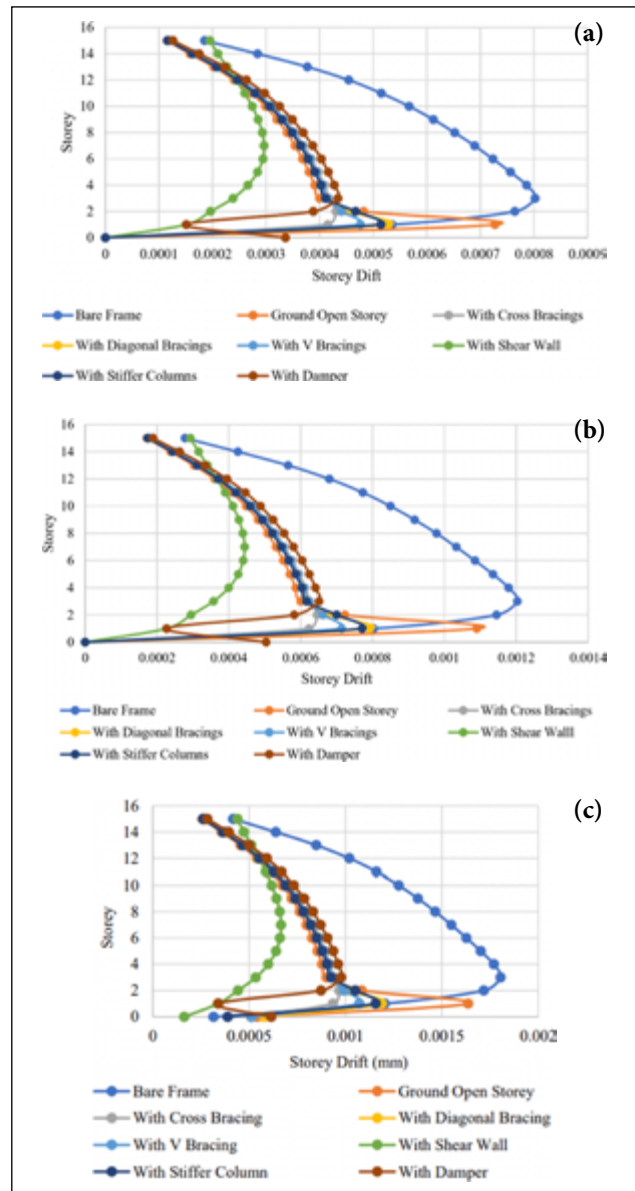 (a)
16
14
12
10
8
6
4
2
0
Storey
0 0.0001 0.0002 0.0003 0.0004 0.0005 0.0006 0.0007 0.0008 0.0009
Storey Dift
Bare Frame Ground Open Storey With Cross Bracings
With Diagonal Bracings With V Bracings With Shear Wall
With Stiffer Columns With Damper
(b)
16
14
12
10
8
6
4
2
0
Storey
0 0.0002 0.0004 0.0006 0.0008 0.001 0.0012 0.0014
Storey Drift
Bare Frame Ground Open Storey With Cross Bracings
With Diagonal Bracings With V Bracings With Shear Walll
With Stiffer Columns With Damper
(c)
16
14
12
10
8
6
4
2
0
Storey
0 0.0005 0.001 0.0015 0.002
Storey Drift (mm)
Bare Frame Ground Open Storey
With Cross Bracing With Diagonal Bracing
With V Bracing With Shear Wall
With Stiffer Column With Damper